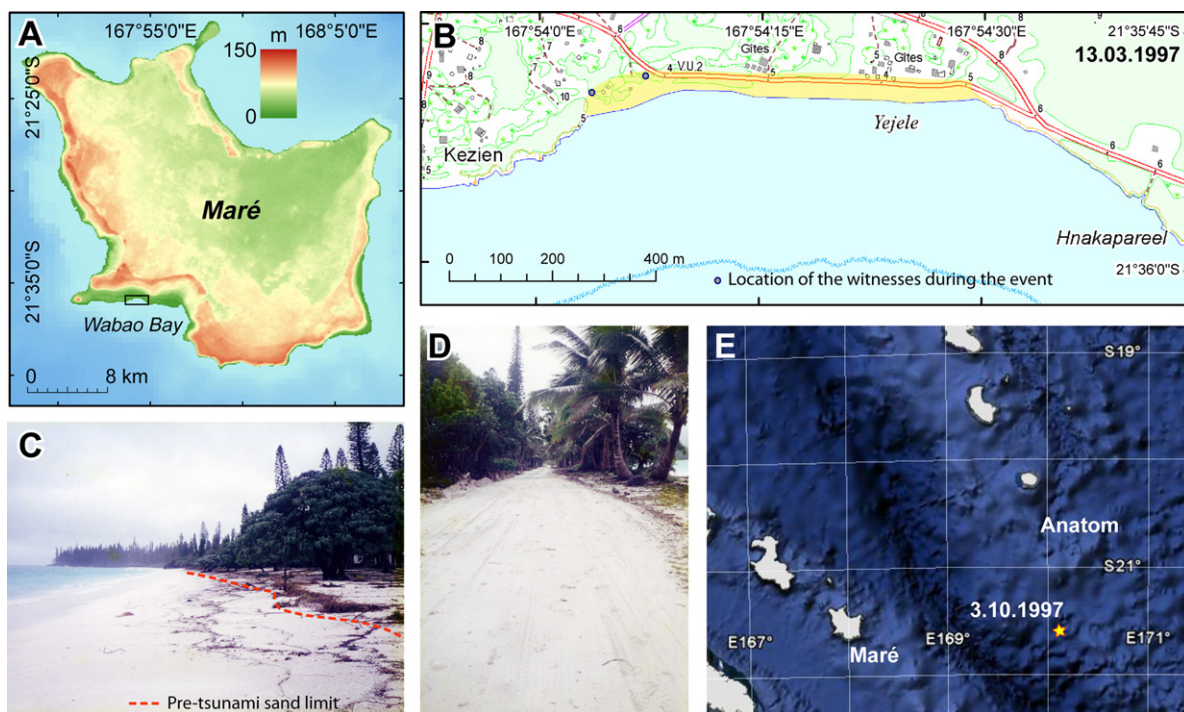 A
167°55'0"E
168°5'0"E
m
150
0
21°25'0"S
21°35'0"S
Maré
Wabao Bay
0
8 km
B
167°54'0"E
167°54'15"E
167°54'30"E
21°35'45"S
13.03.1997
V.U.2
Gites
Gites
10
Yejele
Kezien
Hnakapareel
0 100 200 400 m
Location of the witnesses during the event
21°36'0"S
C
Pre-tsunami sand limit
D
E
S19°
Anatom
S21°
3.10.1997
E167°
E169°
E171°
Maré